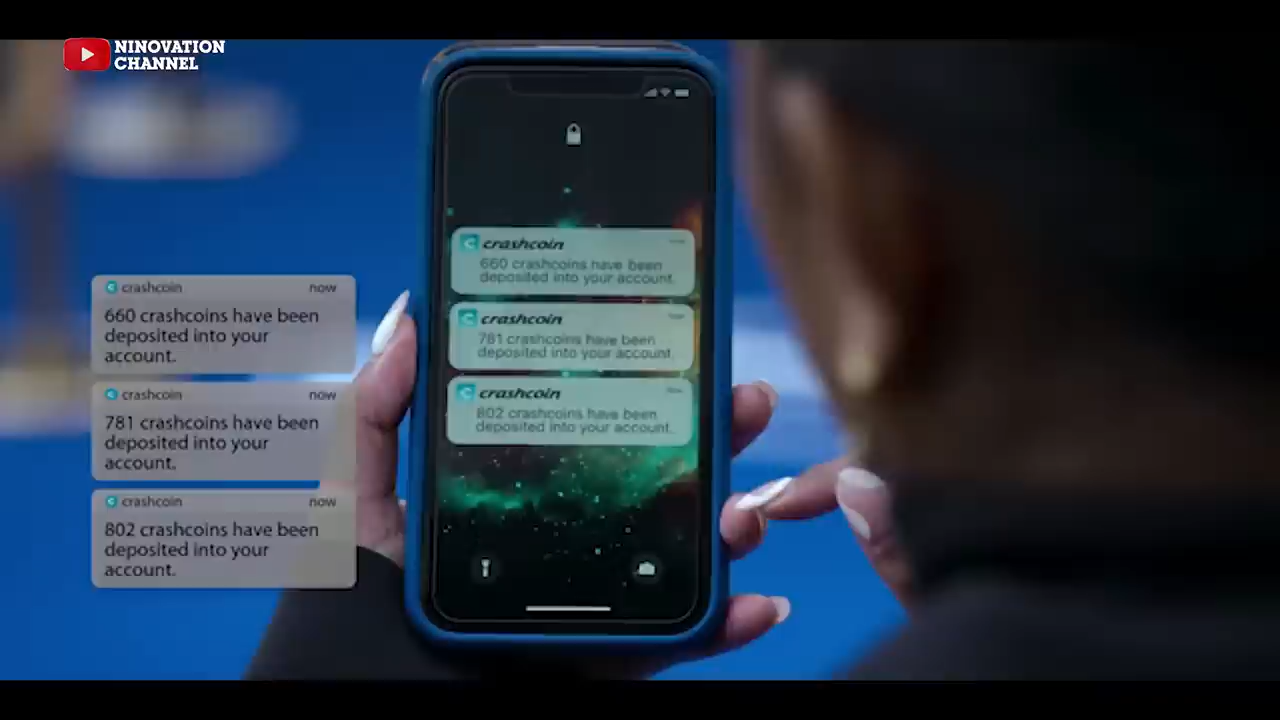 NINOVATION
CHANNEL
crashcoin now
660 crashcoins have been
deposited into your
account.
crashcoin now
781 crashcoins have been
deposited into your
account.
crashcoin now
802 crashcoins have been
deposited into your
account.
crashcoin
660 crashcoins have been
deposited into your account.
crashcoin
781 crashcoins have been
deposited into your account.
crashcoin
802 crashcoins have been
deposited into your account.